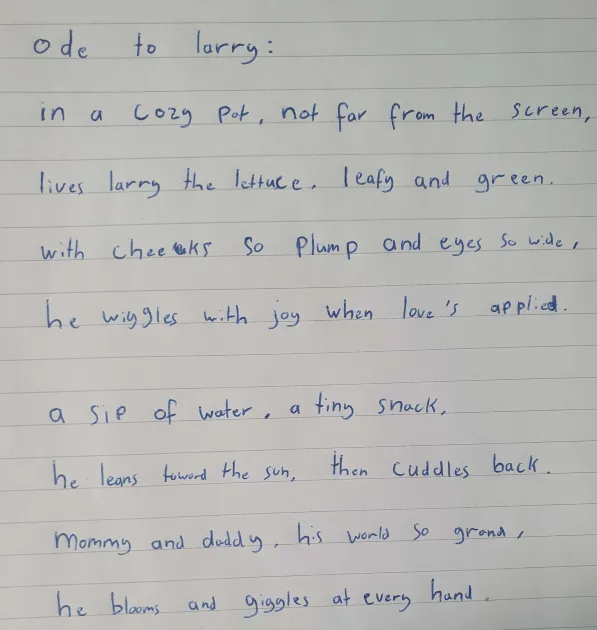 ode to larry:
in a cozy pot, not far from the screen,
lives larry the lettuce, leafy and green.
with cheeks so plump and eyes so wide,
he wiggles with joy when love's applied.
a sip of water, a tiny snack,
he leans toward the sun, then cuddles back.
mommy and daddy, his world so grand,
he blooms and giggles at every hand.